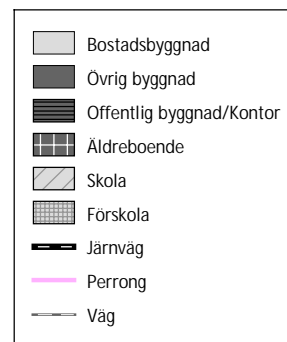 Bostadsbyggnad
Övrig byggnad
Offentlig byggnad/Kontor
Äldreboende
Skola
Förskola
Järnväg
Perrong
Väg